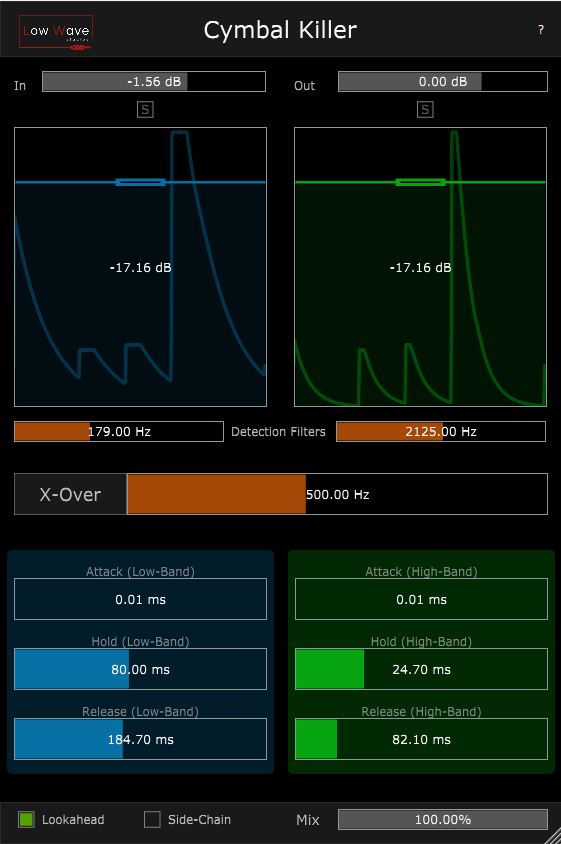 Low Wave
studios
Cymbal Killer
?
In
-1.56 dB
Out
0.00 dB
S
S
-17.16 dB
-17.16 dB
179.00 Hz
Detection Filters
2125.00 Hz
X-Over
500.00 Hz
Attack (Low-Band)
0.01 ms
Hold (Low-Band)
80.00 ms
Release (Low-Band)
184.70 ms
Attack (High-Band)
0.01 ms
Hold (High-Band)
24.70 ms
Release (High-Band)
82.10 ms
Lookahead
Side-Chain
Mix
100.00%